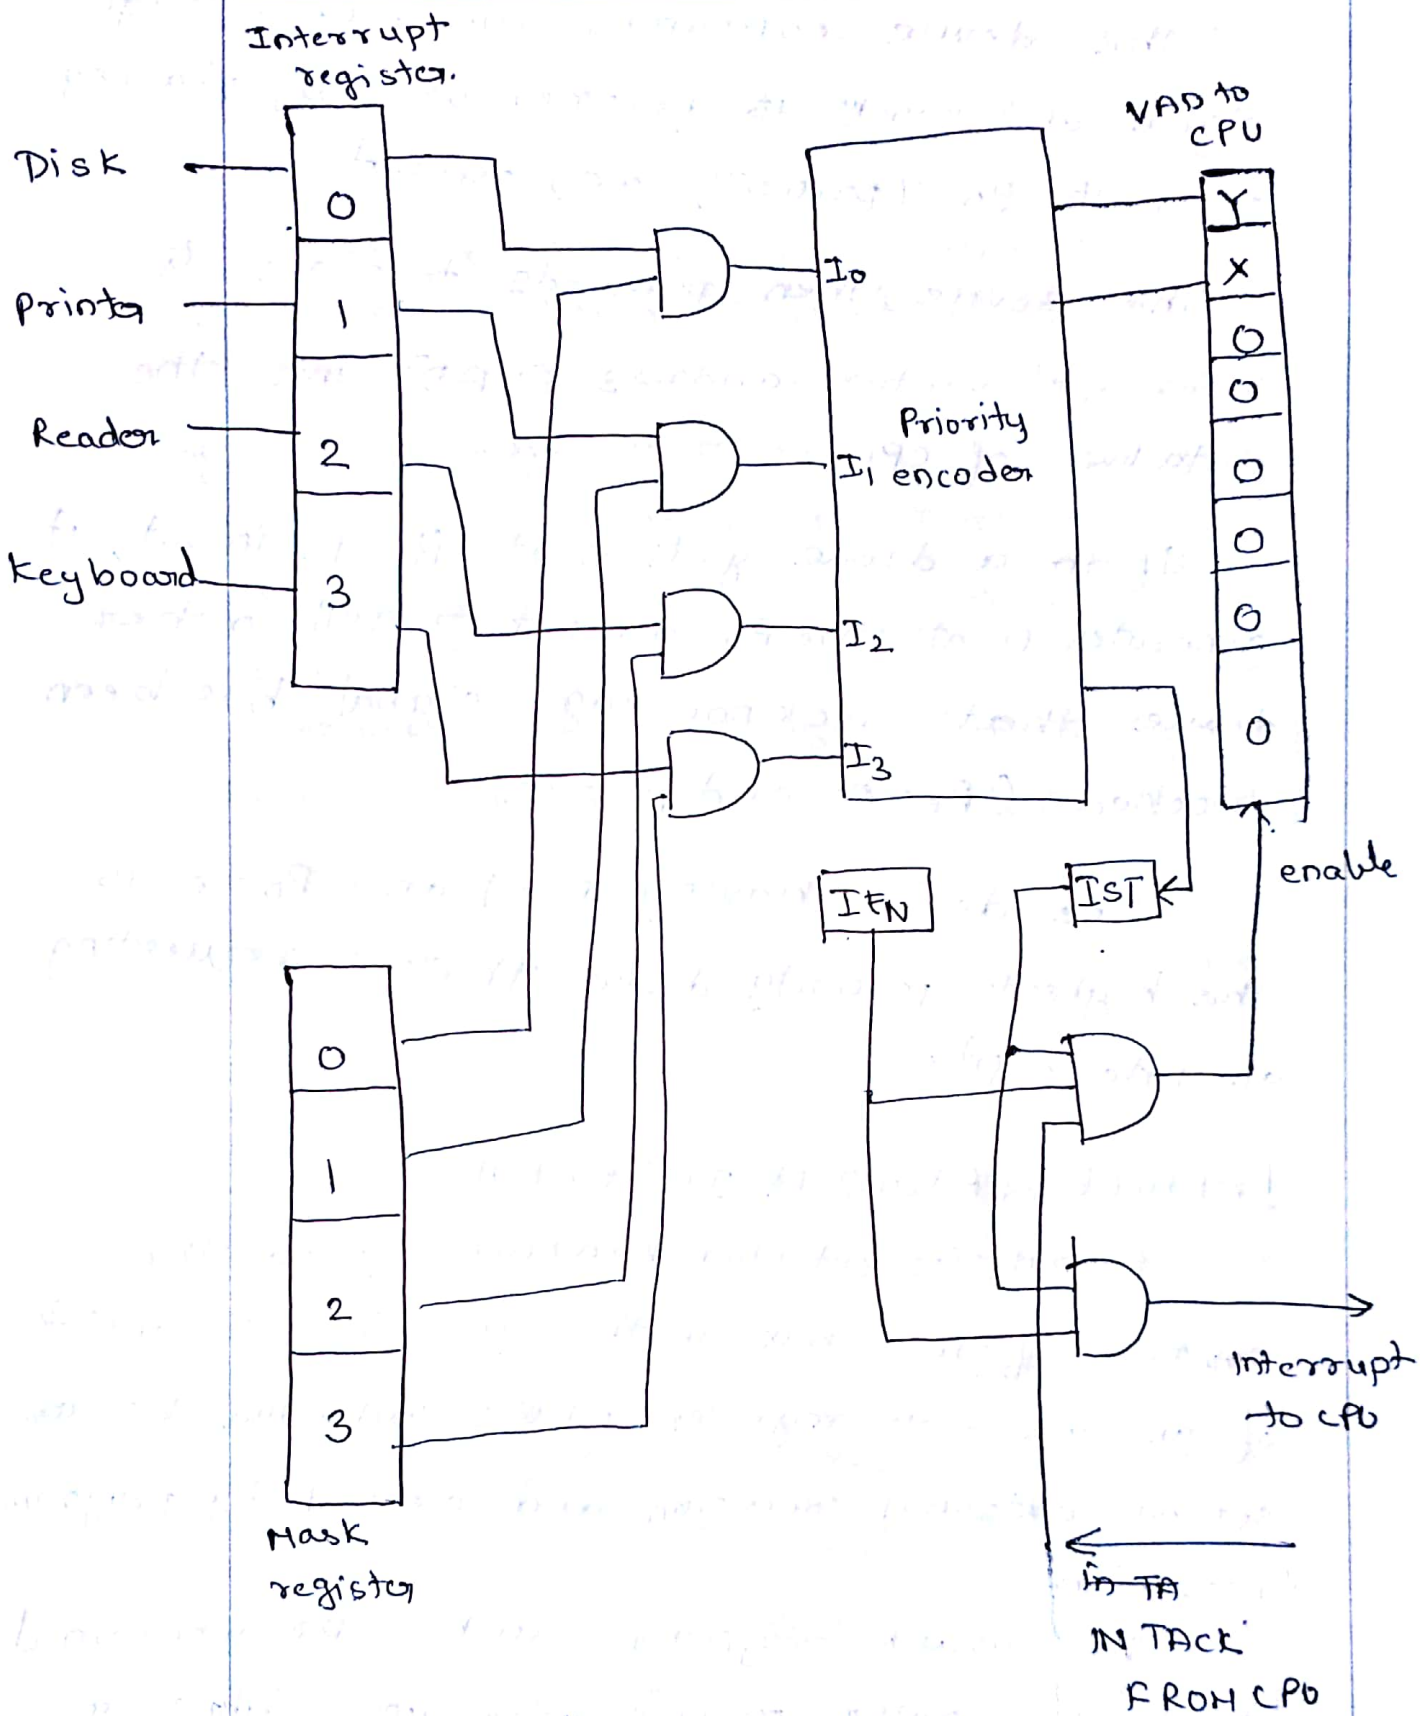 Interrupt
register.
VAD to
CPU
Disk
0
Printer
1
Reader
2
Keyboard
3
I0
I1
I2
I3
Priority
encoder
Y
X
0
0
0
0
0
0
enable
IEN
IST
0
1
2
3
Mask
register
Interrupt
to CPU
IN TACK
FROM CPU